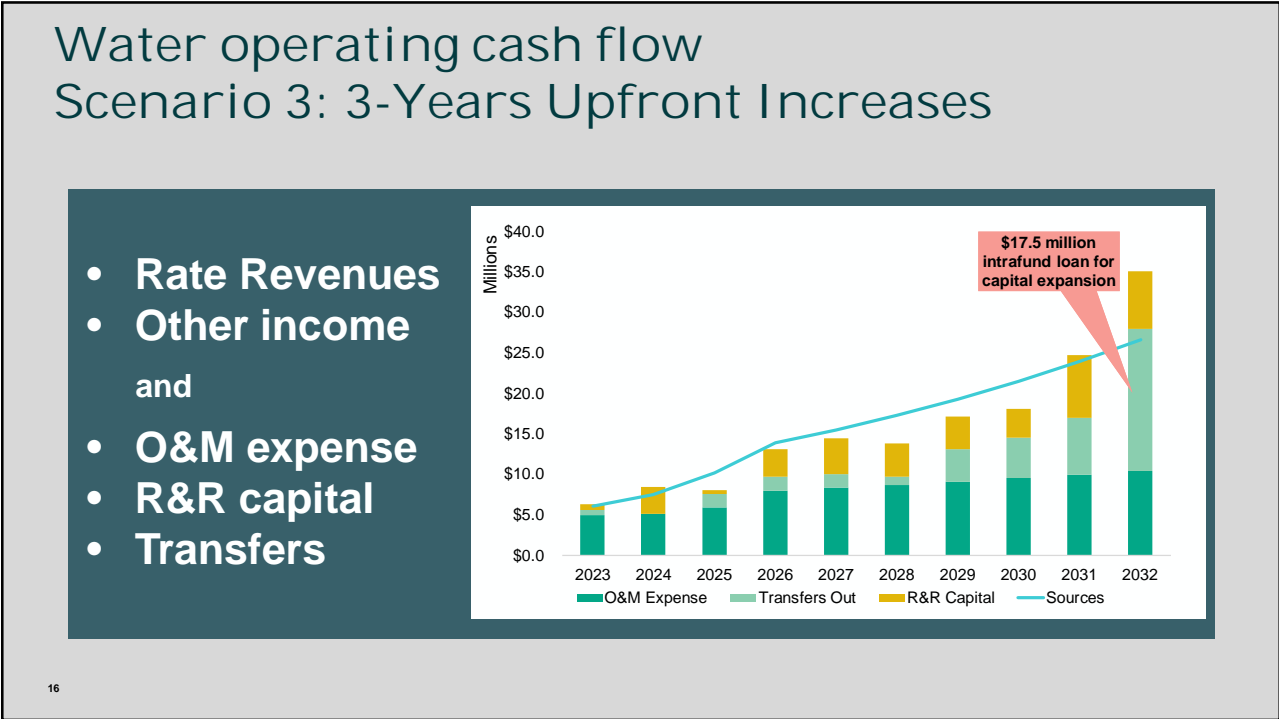 Water operating cash flow
Scenario 3: 3-Years Upfront Increases
• Rate Revenues
• Other income
and
• O&M expense
• R&R capital
• Transfers
Millions
$40.0
$35.0
$30.0
$25.0
$20.0
$15.0
$10.0
$5.0
$0.0
$17.5 million
intrafund loan for
capital expansion
2023 2024 2025 2026 2027 2028 2029 2030 2031 2032
O&M Expense Transfers Out R&R Capital Sources
16